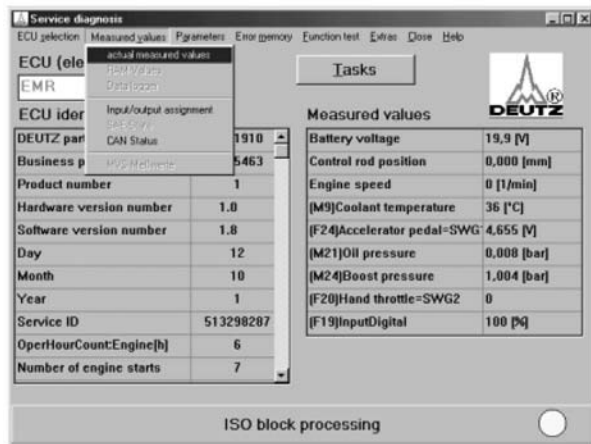 Service diagnosis
ECU selection Measured values Parameters Error memory Function test Extras Close Help
actual measured values
RAM-Values
Datalogger
Input/output assignment
CAN Status
ECU (ele
EMR
Tasks
DEUTZ
®
ECU iden
DEUTZ par 1910
Business p 5463
Product number 1
Hardware version number 1.0
Software version number 1.8
Day 12
Month 10
Year 1
Service ID 513298287
OperHourCount:Engine[h] 6
Number of engine starts 7
Measured values
Battery voltage 19,9 [V]
Control rod position 0,000 [mm]
Engine speed 0 [1/min]
(M9)Coolant temperature 36 [°C]
(F24)Accelerator pedal=SWG 4,655 [V]
(M21)Oil pressure 0,008 [bar]
(M24)Boost pressure 1,004 [bar]
(F20)Hand throttle=SWG2 0
(F19)InputDigital 100 [%]
ISO block processing